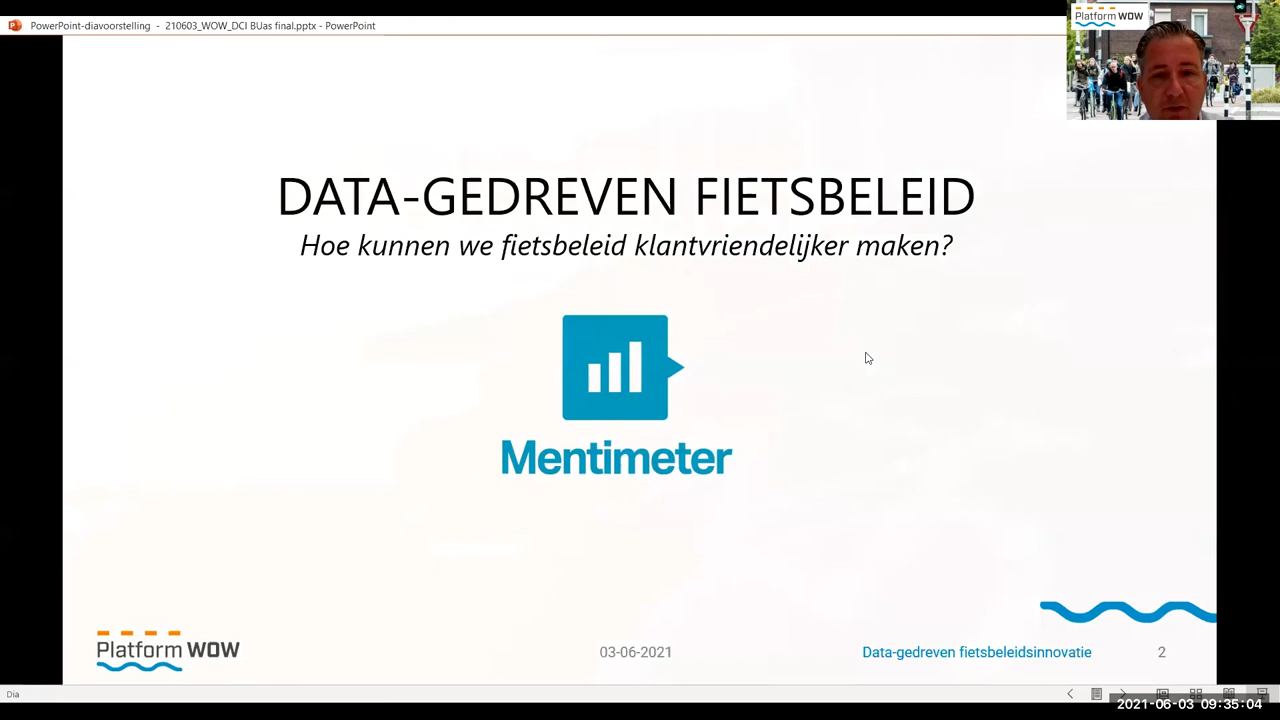 PowerPoint-diavoorstelling - 210603_WOW_DCI BUas final.pptx - PowerPoint
Platform WOW
DATA-GEDREVEN FIETSBELEID
Hoe kunnen we fietsbeleid klantvriendelijker maken?
Mentimeter
Platform WOW
03-06-2021
Data-gedreven fietsbeleidsinnovatie
2
Dia
2021-06-03 09:35:04